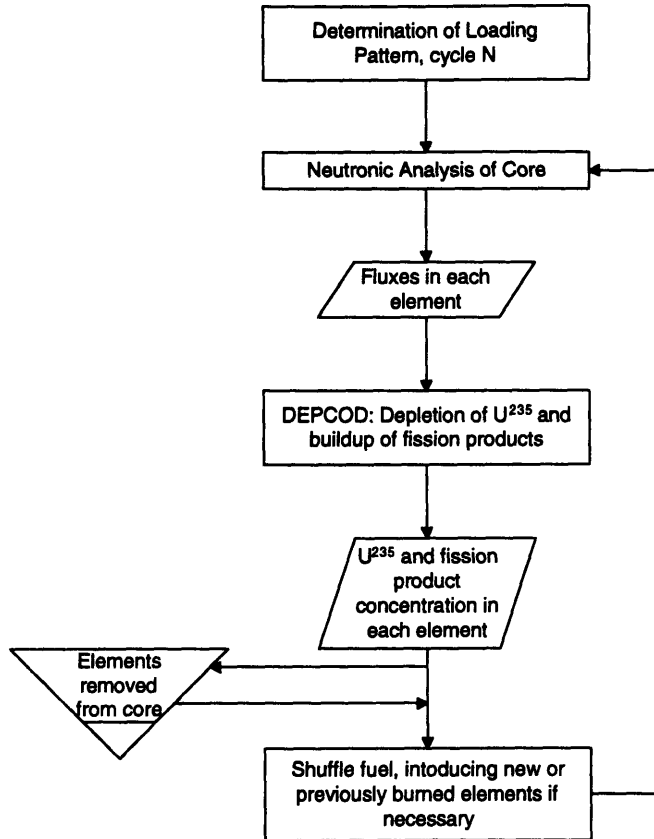 Determination of Loading
Pattern, cycle N
Neutronic Analysis of Core
Fluxes in each
element
DEPCOD: Depletion of U²³⁵ and
buildup of fission products
U²³⁵ and fission
product
concentration in
each element
Elements
removed
from core
Shuffle fuel, intoducing new or
previously burned elements if
necessary